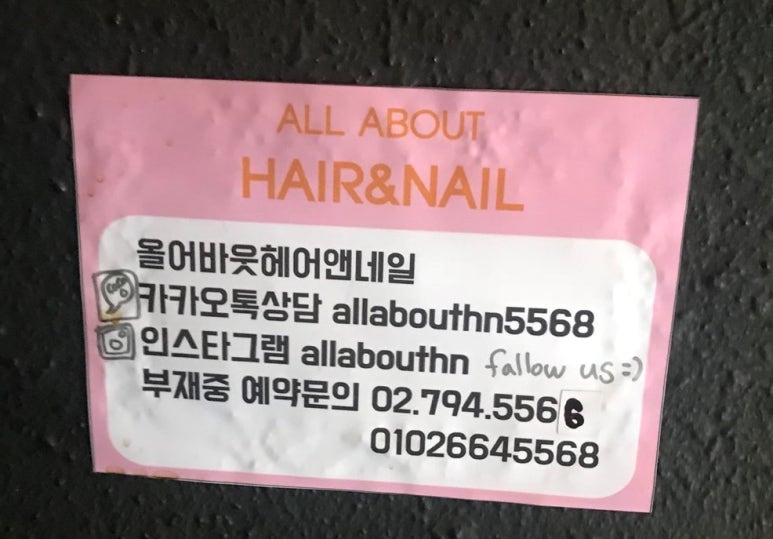 ALL ABOUT
HAIR&NAIL
올어바웃헤어앤네일
카카오톡상담 allabouthn5568
인스타그램 allabouthn fallow us=)
부재중 예약문의 02.794.5566
01026645568